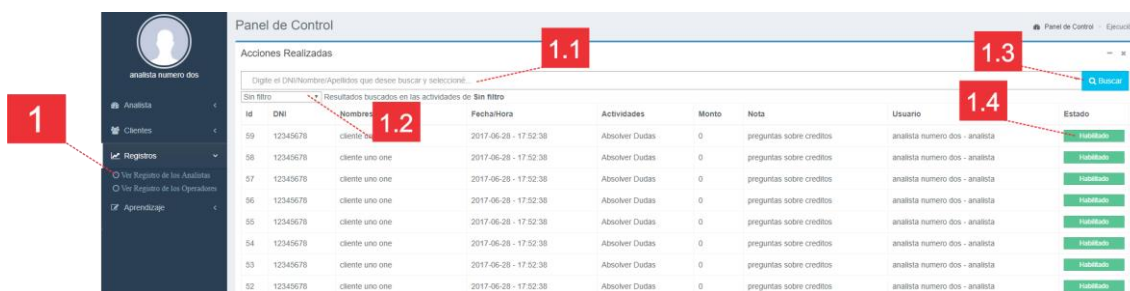 Panel de Control
Panel de Control > Ejecució
Acciones Realizadas
1.1
1.3
analista numero dos
Digite el DNI/Nombre/Apellidos que desee buscar y seleccioné...
Buscar
Sin filtro
Resultados buscados en las actividades de Sin filtro
1
Analista
1.2
1.4
Id DNI Nombres Fecha/Hora Actividades Monto Nota Usuario Estado
Clientes
59 12345678 cliente uno one 2017-06-28 - 17:52:38 Absolver Dudas 0 preguntas sobre creditos analista numero dos - analista Habilitado
Registros
58 12345678 cliente uno one 2017-06-28 - 17:52:38 Absolver Dudas 0 preguntas sobre creditos analista numero dos - analista Habilitado
Ver Registro de los Analistas
57 12345678 cliente uno one 2017-06-28 - 17:52:38 Absolver Dudas 0 preguntas sobre creditos analista numero dos - analista Habilitado
Ver Registro de los Operadores
56 12345678 cliente uno one 2017-06-28 - 17:52:38 Absolver Dudas 0 preguntas sobre creditos analista numero dos - analista Habilitado
Aprendizaje
55 12345678 cliente uno one 2017-06-28 - 17:52:38 Absolver Dudas 0 preguntas sobre creditos analista numero dos - analista Habilitado
54 12345678 cliente uno one 2017-06-28 - 17:52:38 Absolver Dudas 0 preguntas sobre creditos analista numero dos - analista Habilitado
53 12345678 cliente uno one 2017-06-28 - 17:52:38 Absolver Dudas 0 preguntas sobre creditos analista numero dos - analista Habilitado
52 12345678 cliente uno one 2017-06-28 - 17:52:38 Absolver Dudas 0 preguntas sobre creditos analista numero dos - analista Habilitado